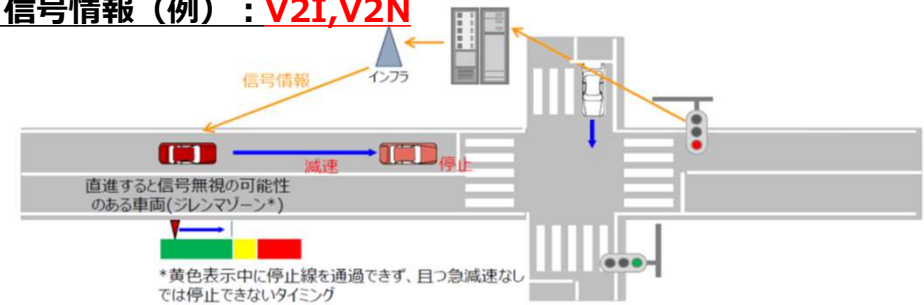 信号情報（例）：V2I,V2N
インフラ
信号情報
減速
停止
直進すると信号無視の可能性
のある車両(ジレンマゾーン*)
*黄色表示中に停止線を通過できず、且つ急減速なし
では停止できないタイミング